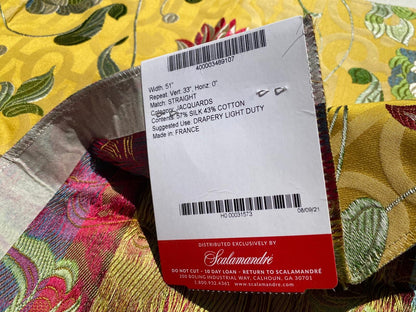 400003489107
Width: 51"
Repeat: Vert: 33", Horiz: 0"
Match: STRAIGHT
Category: JACQUARDS
Contents: 57% SILK 43% COTTON
Suggested Use: DRAPERY LIGHT DUTY
Made in: FRANCE
H0 00031573
08/09/21
DISTRIBUTED EXCLUSIVELY BY
Scalamandré
DO NOT CUT - 10 DAY LOAN - RETURN TO SCALAMANDRÉ
300 BOLING INDUSTRIAL WAY, CALHOUN, GA 30701
1.800.932.4361 www.scalamandre.com